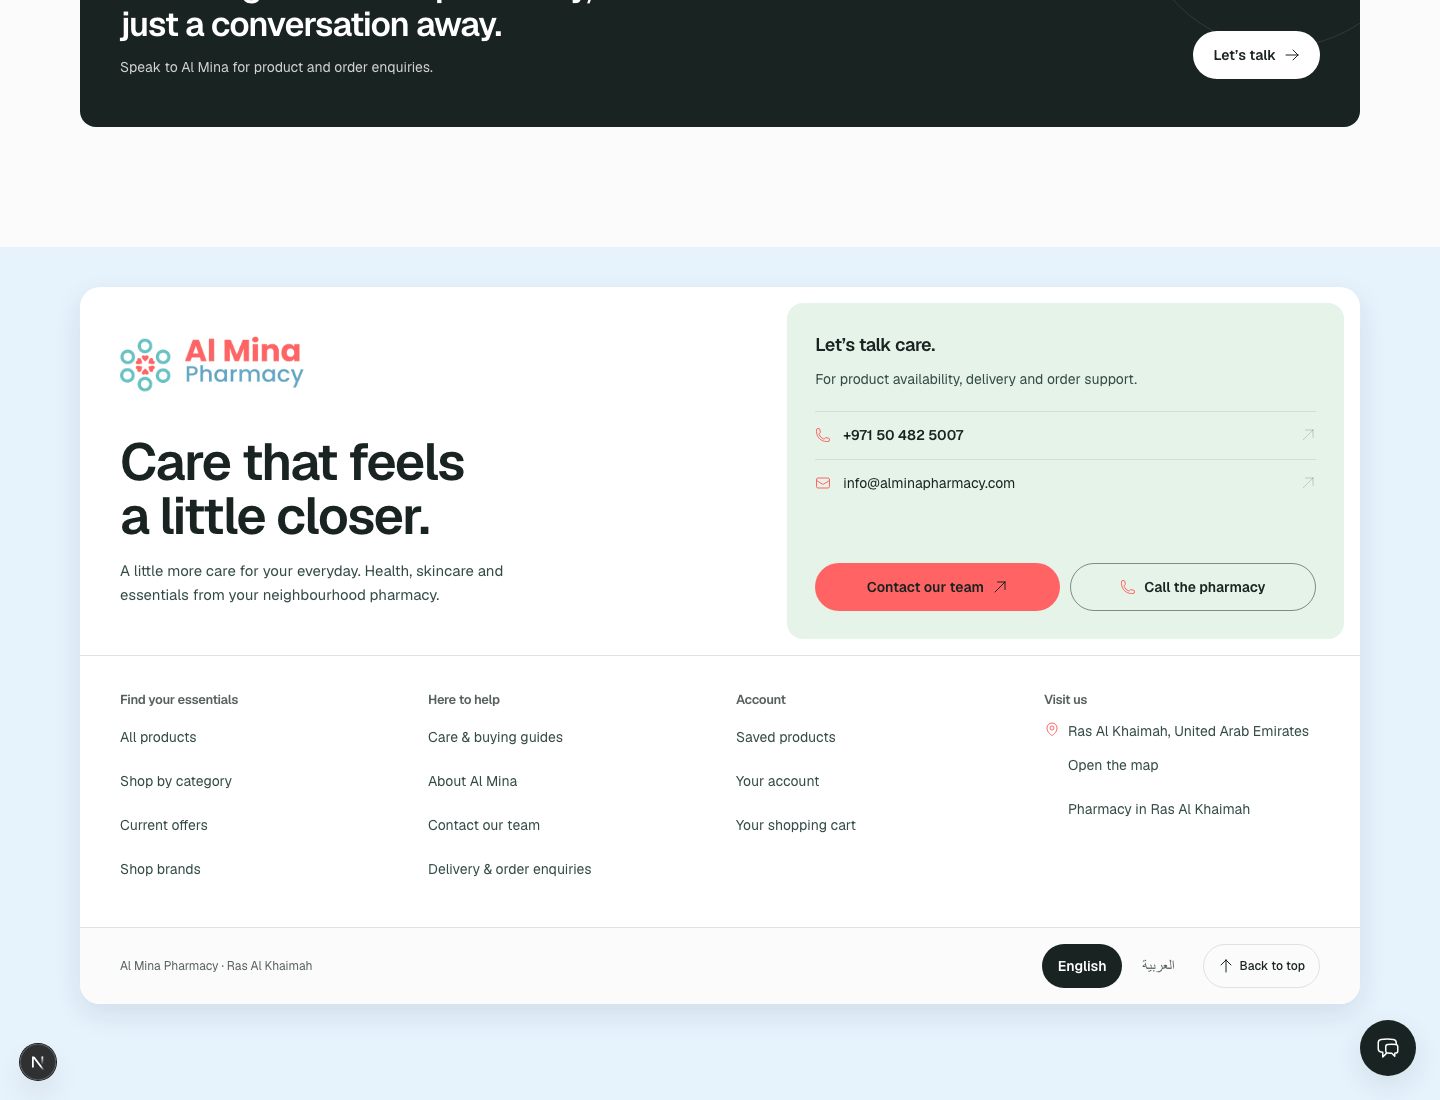 just a conversation away.
Speak to Al Mina for product and order enquiries.
Let's talk
Al Mina
Pharmacy
Care that feels
a little closer.
A little more care for your everyday. Health, skincare and
essentials from your neighbourhood pharmacy.
Let's talk care.
For product availability, delivery and order support.
+971 50 482 5007
info@alminapharmacy.com
Contact our team
Call the pharmacy
Find your essentials
All products
Shop by category
Current offers
Shop brands
Here to help
Care & buying guides
About Al Mina
Contact our team
Delivery & order enquiries
Account
Saved products
Your account
Your shopping cart
Visit us
Ras Al Khaimah, United Arab Emirates
Open the map
Pharmacy in Ras Al Khaimah
Al Mina Pharmacy · Ras Al Khaimah
English
العربية
Back to top
N